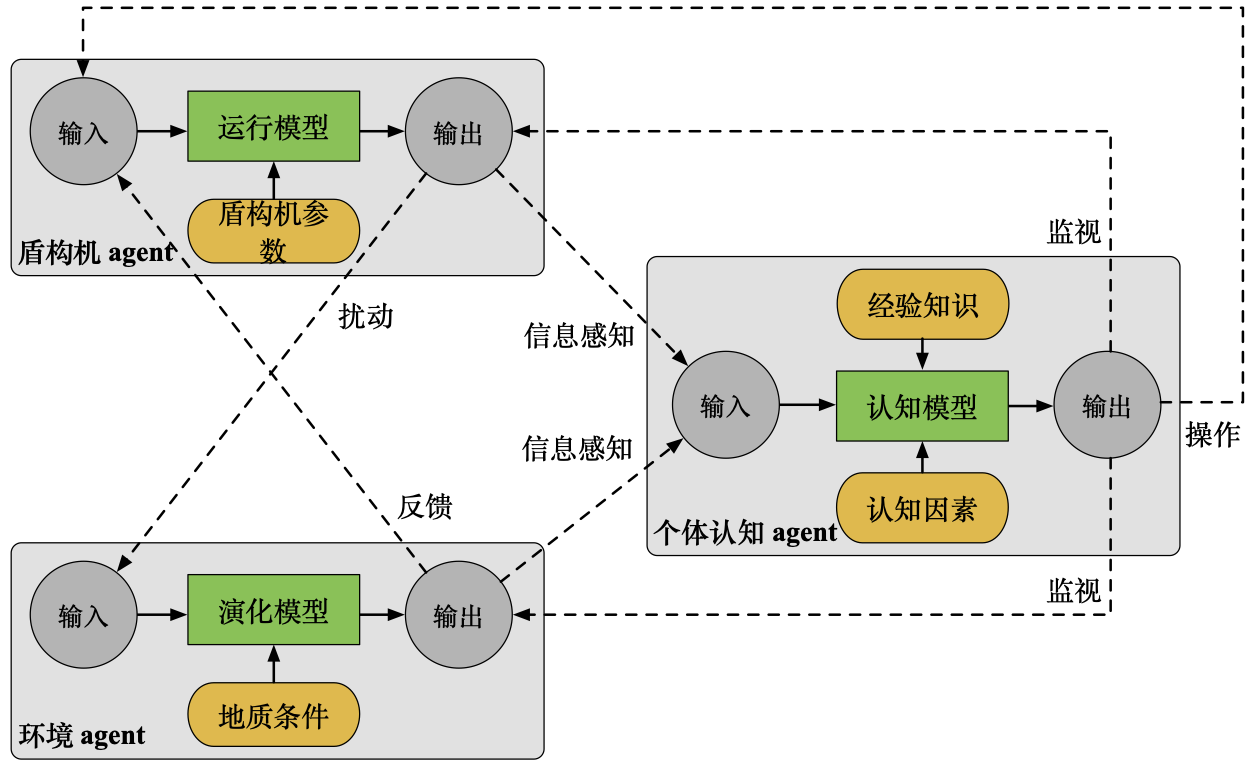 输入
运行模型
输出
盾构机参
数
盾构机 agent
监视
扰动
信息感知
经验知识
输入
认知模型
输出
操作
信息感知
反馈
认知因素
个体认知 agent
监视
输入
演化模型
输出
地质条件
环境 agent